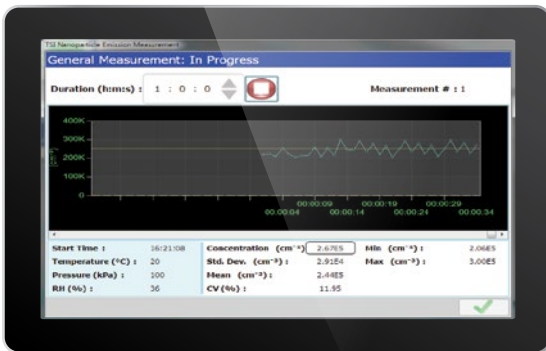 TSI Nanoparticle Emission Measurement
General Measurement: In Progress
Duration (h:m:s) : 1 : 0 : 0 Measurement # : 1
400K
300K
200K
100K
0
(cm⁻³)
00:00:09 00:00:19 00:00:29
00:00:04 00:00:14 00:00:24 00:00:34
Start Time : 16:21:08 Concentration (cm⁻³) 2.67E5 Min (cm⁻³) : 2.06E5
Temperature (ºC) : 20 Std. Dev. (cm⁻³) : 2.91E4 Max (cm⁻³) : 3.00E5
Pressure (kPa) : 100 Mean (cm⁻³) : 2.44E5
RH (%) : 36 CV (%) : 11.95